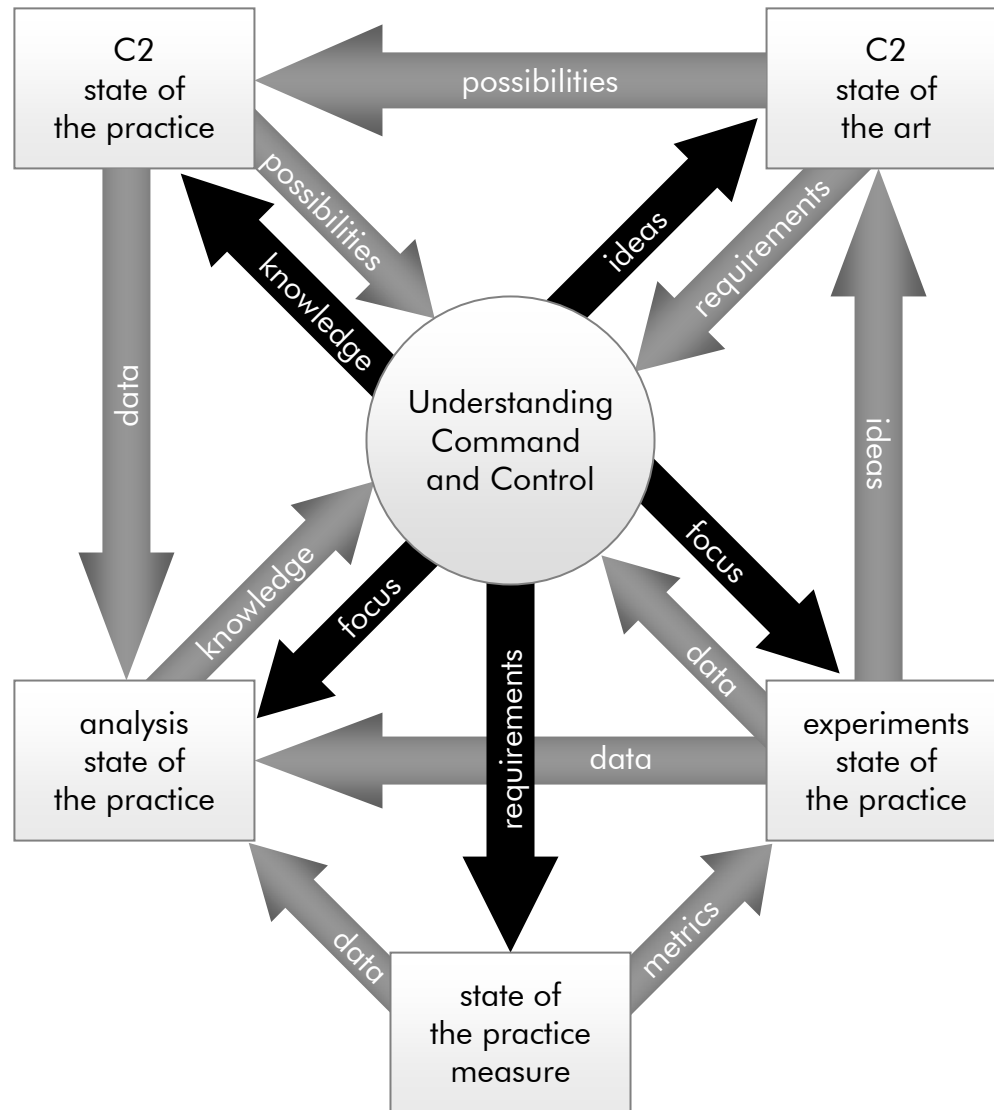 C2
state of
the practice
possibilities
C2
state of
the art
possibilities
knowledge
ideas
requirements
data
Understanding
Command
and Control
ideas
knowledge
focus
focus
data
requirements
analysis
state of
the practice
data
experiments
state of
the practice
data
metrics
state of
the practice
measure